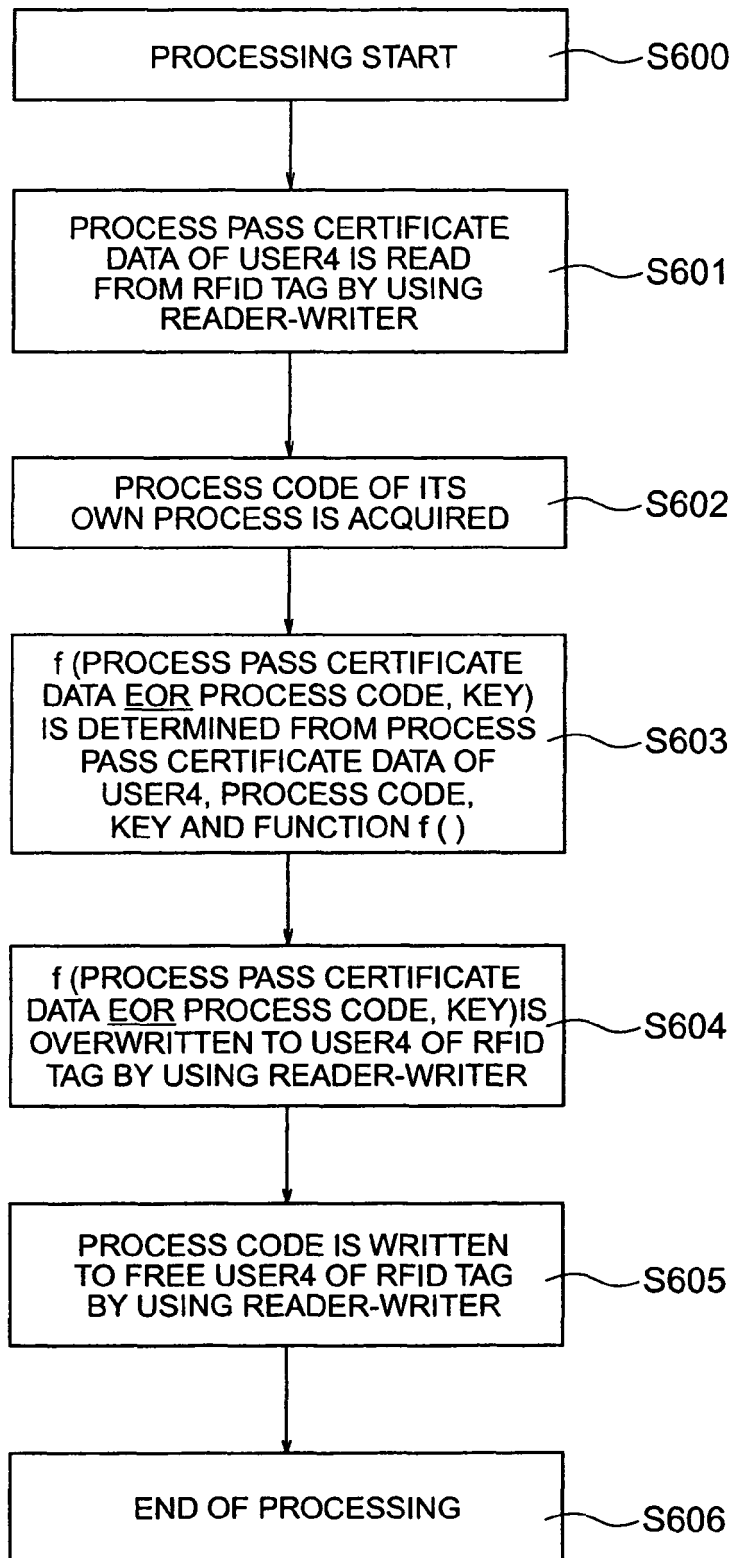 PROCESSING START
S600
PROCESS PASS CERTIFICATE
DATA OF USER4 IS READ
FROM RFID TAG BY USING
READER-WRITER
S601
PROCESS CODE OF ITS
OWN PROCESS IS ACQUIRED
S602
f (PROCESS PASS CERTIFICATE
DATA EOR PROCESS CODE, KEY)
IS DETERMINED FROM PROCESS
PASS CERTIFICATE DATA OF
USER4, PROCESS CODE,
KEY AND FUNCTION f ( )
S603
f (PROCESS PASS CERTIFICATE
DATA EOR PROCESS CODE, KEY)IS
OVERWRITTEN TO USER4 OF RFID
TAG BY USING READER-WRITER
S604
PROCESS CODE IS WRITTEN
TO FREE USER4 OF RFID TAG
BY USING READER-WRITER
S605
END OF PROCESSING
S606